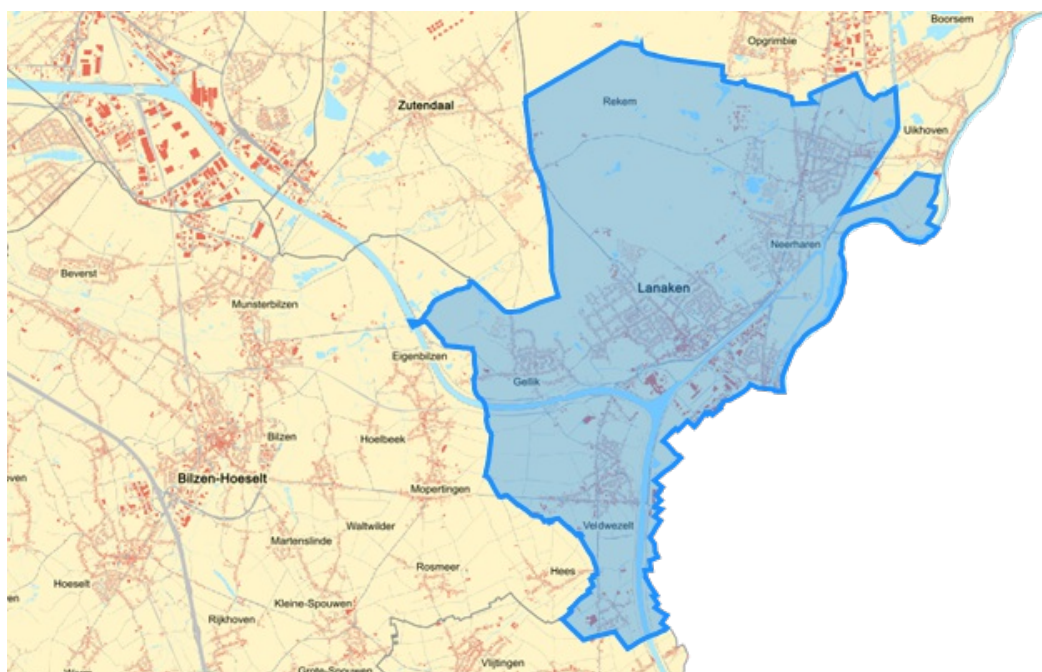 Boorsem
Opgrimbie
Rekem
Zutendaal
Uikhoven
Neerharen
Beverst
Lanaken
Munsterbilzen
Eigenbilzen
Gellik
Bilzen
Hoelbeek
Bilzen-Hoeselt
Mopertingen
Waltwilder
Veldwezelt
Martenslinde
Rosmeer
Hees
Hoeselt
Kleine-Spouwen
Rijkhoven
Vlijtingen